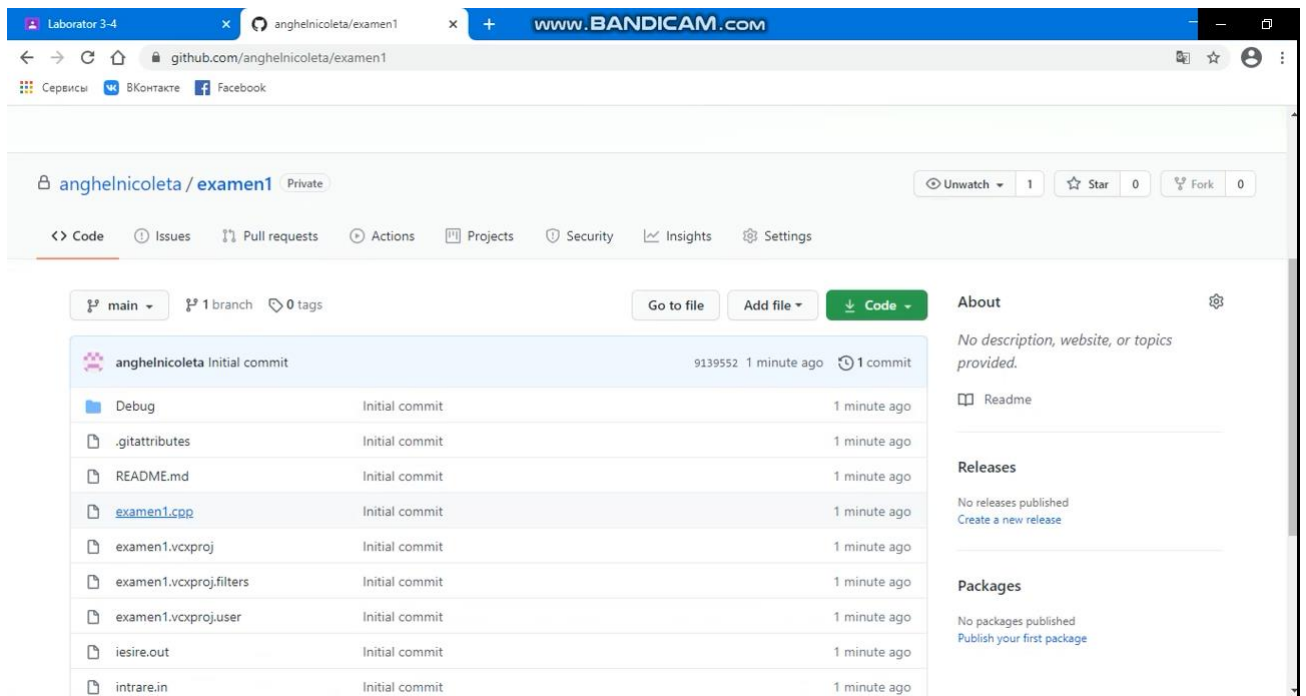 Laborator 3-4
anghelnicoleta/examen1
www.BANDICAM.com
github.com/anghelnicoleta/examen1
Сервисы ВКонтакте Facebook
anghelnicoleta / examen1 Private
Unwatch 1 Star 0 Fork 0
Code Issues Pull requests Actions Projects Security Insights Settings
main 1 branch 0 tags Go to file Add file Code
anghelnicoleta Initial commit 9139552 1 minute ago 1 commit
Debug Initial commit 1 minute ago
.gitattributes Initial commit 1 minute ago
README.md Initial commit 1 minute ago
examen1.cpp Initial commit 1 minute ago
examen1.vcxproj Initial commit 1 minute ago
examen1.vcxproj.filters Initial commit 1 minute ago
examen1.vcxproj.user Initial commit 1 minute ago
iesire.out Initial commit 1 minute ago
intrare.in Initial commit 1 minute ago
About
No description, website, or topics
provided.
Readme
Releases
No releases published
Create a new release
Packages
No packages published
Publish your first package